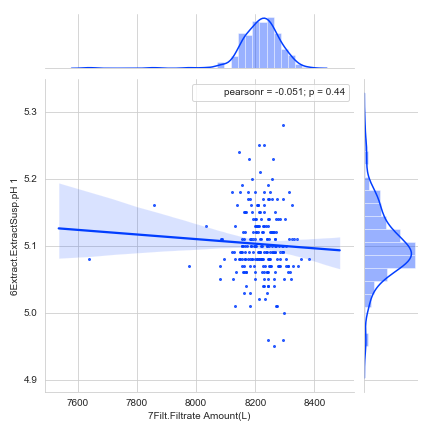 pearsonr = -0.051; p = 0.44
5.3
5.2
5.1
5.0
4.9
6Extract.ExtractSusp.pH 1
7600 7800 8000 8200 8400
7Filt.Filtrate Amount(L)